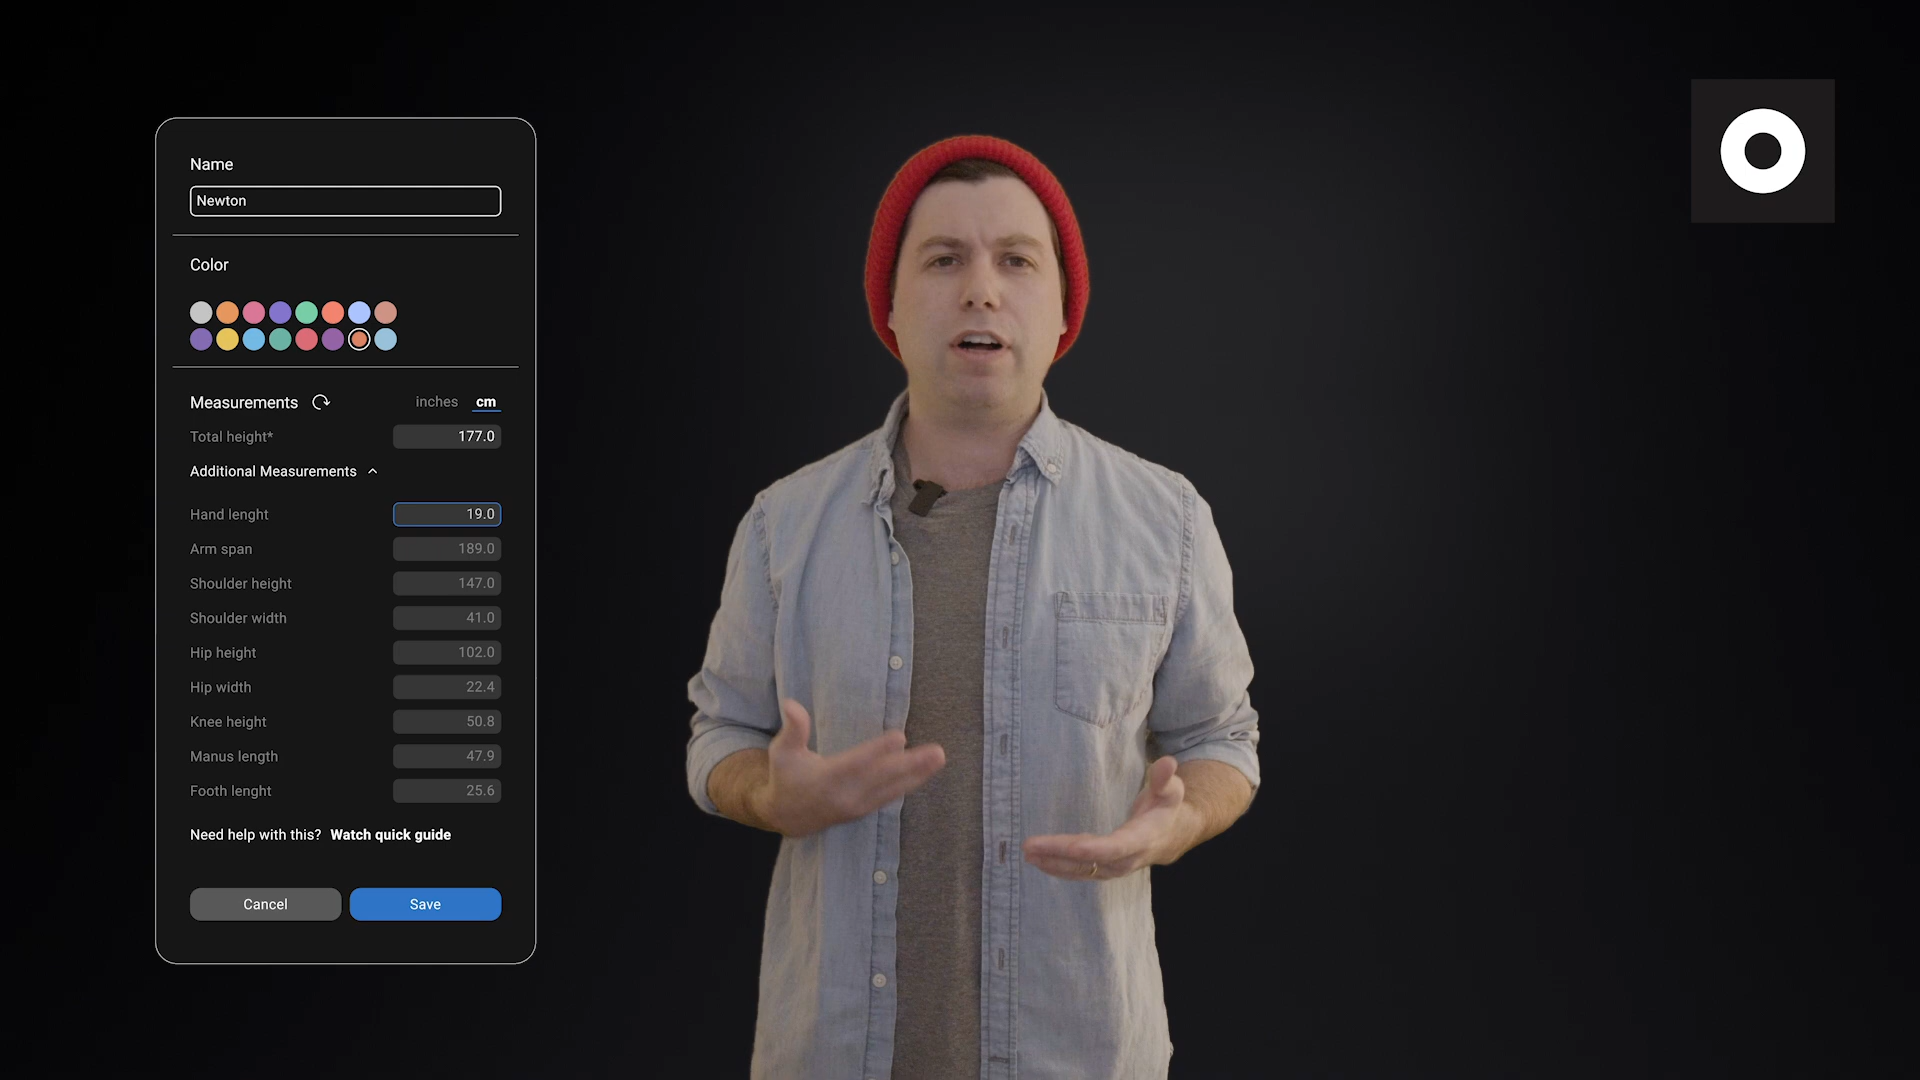 Name
Newton
Color
Measurements inches cm
Total height* 177.0
Additional Measurements
Hand lenght 19.0
Arm span 189.0
Shoulder height 147.0
Shoulder width 41.0
Hip height 102.0
Hip width 22.4
Knee height 50.8
Manus length 47.9
Footh lenght 25.6
Need help with this? Watch quick guide
Cancel Save